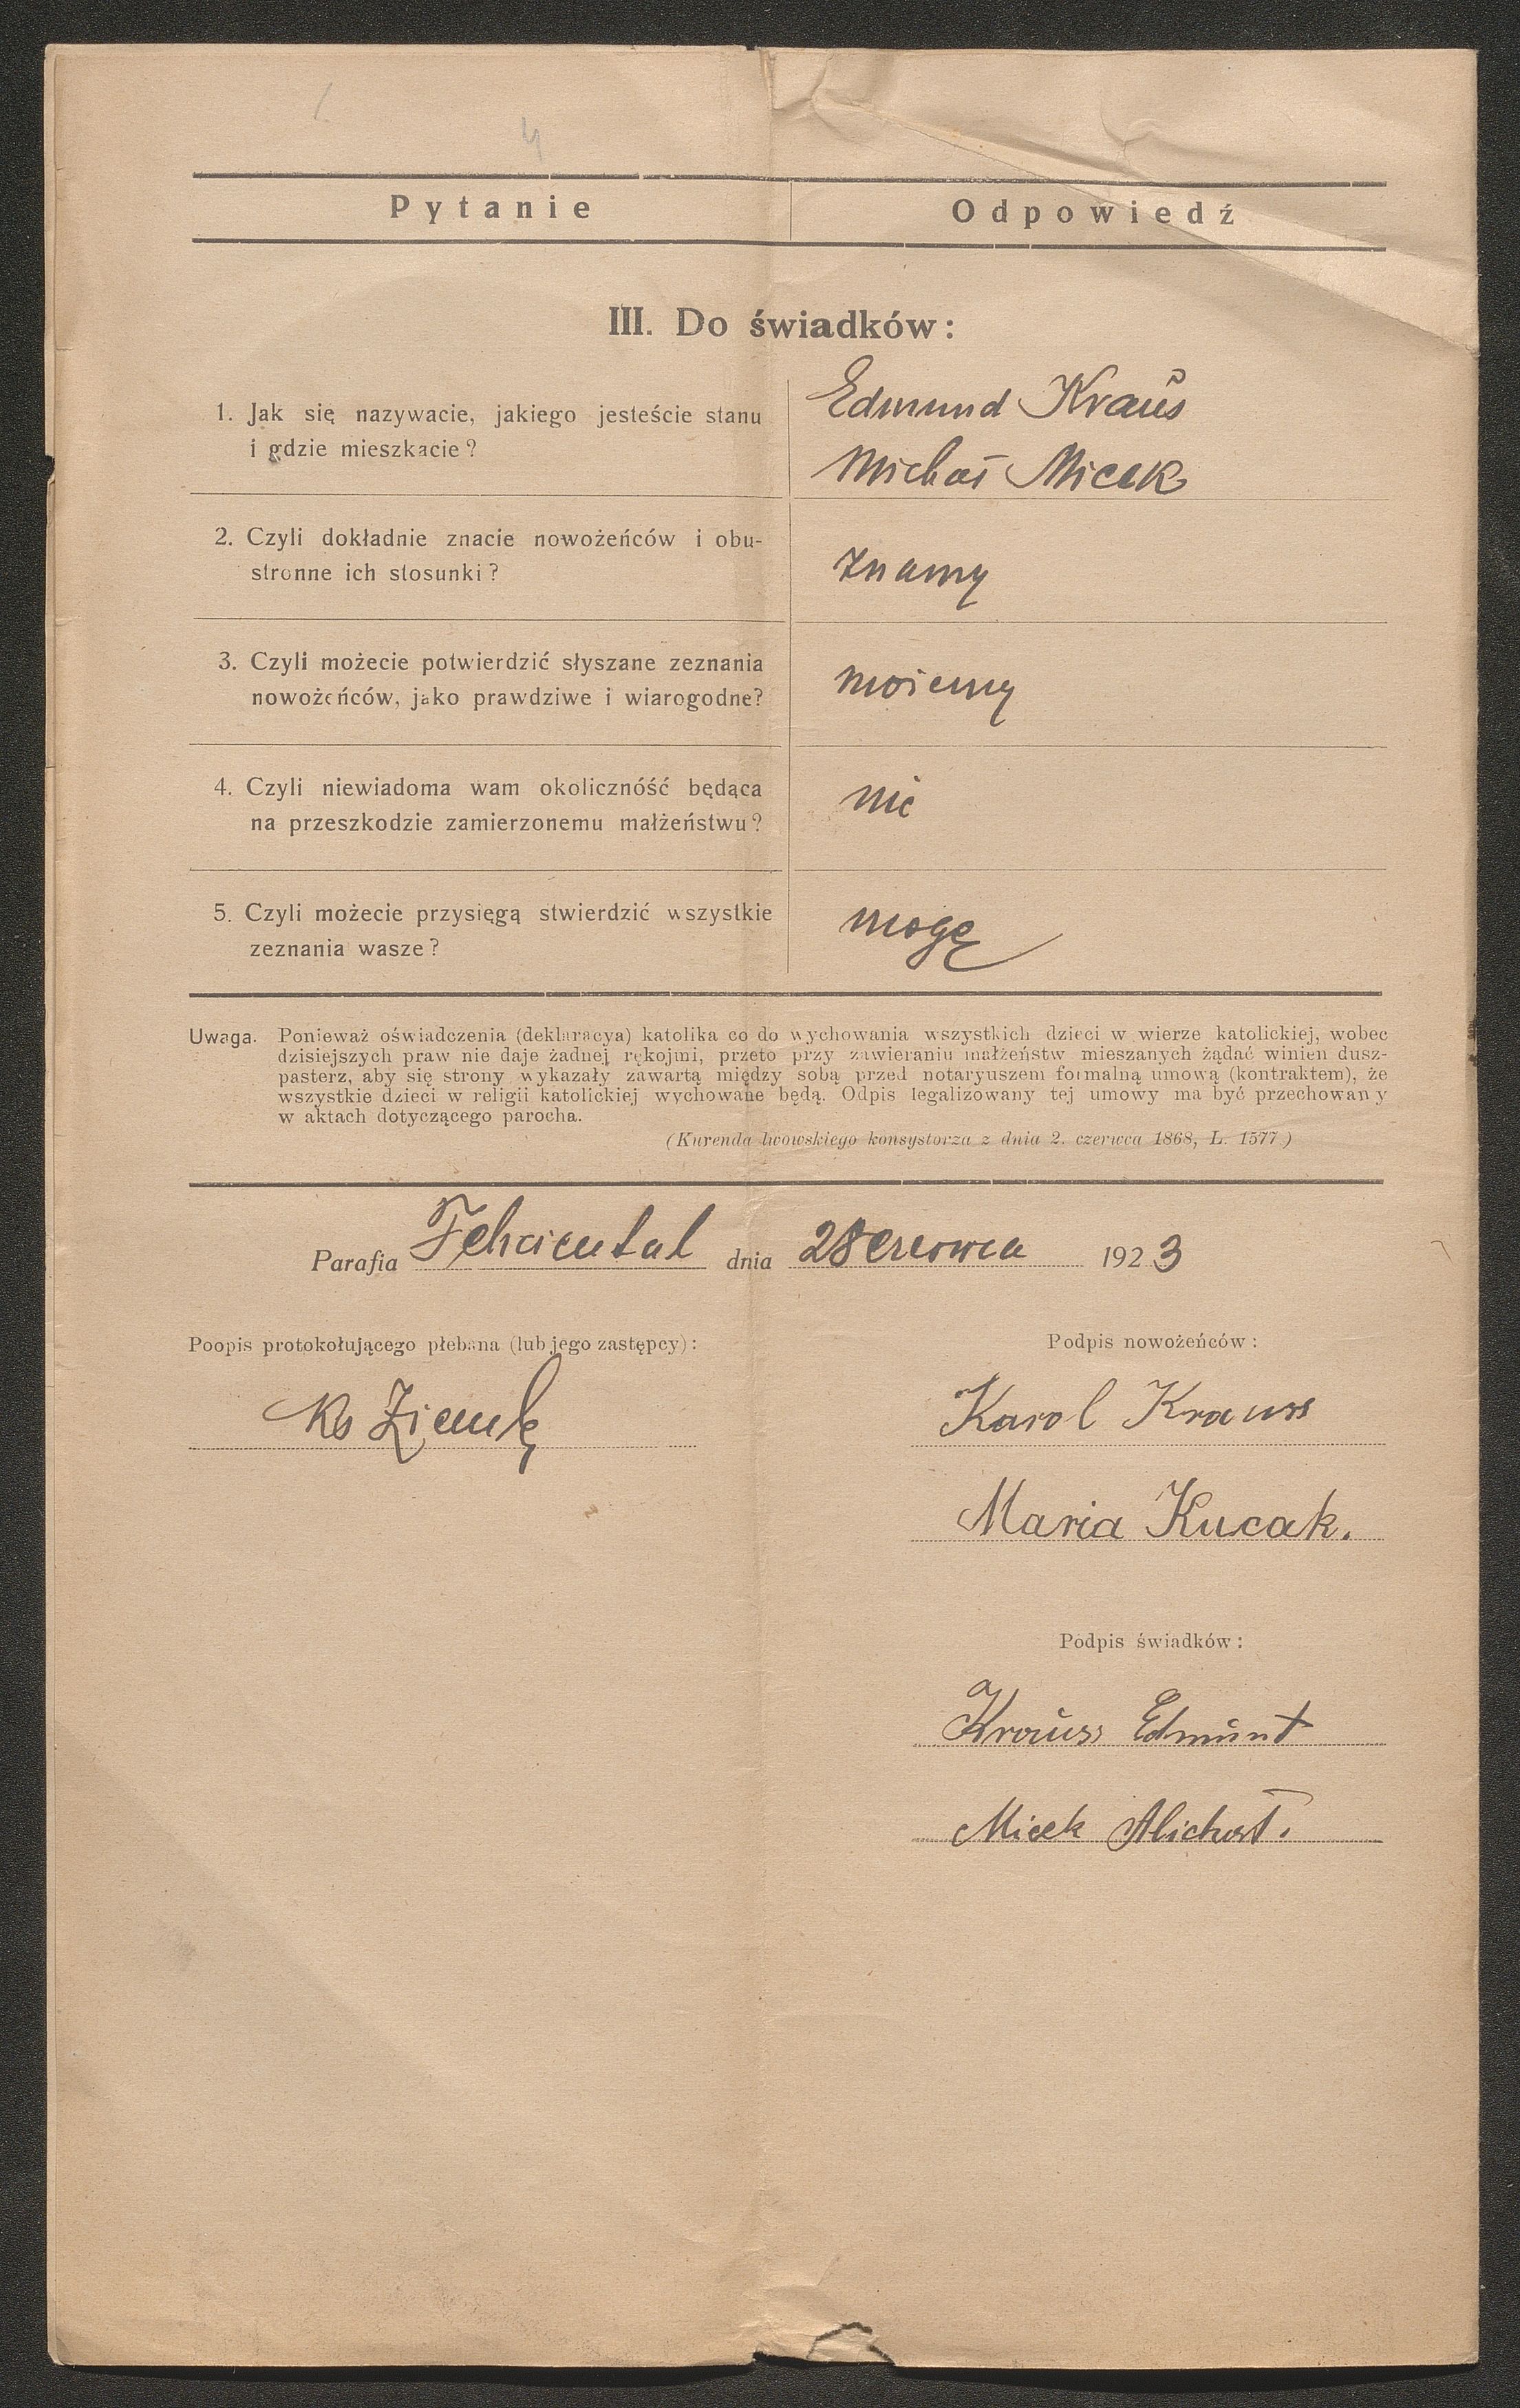 4
Pytanie
Odpowiedź
III. Do świadków:
1. Jak się nazywacie, jakiego jesteście stanu
i gdzie mieszkacie?
Edmund Kraus
Michał Micek
2. Czyli dokładnie znacie nowożeńców i obu-
stronne ich stosunki?
znamy
3. Czyli możecie potwierdzić słyszane zeznania
nowożeńców, jako prawdziwe i wiarogodne?
możemy
4. Czyli niewiadoma wam okolicznóść będąca
na przeszkodzie zamierzonemu małżeństwu?
nie
5. Czyli możecie przysięgą stwierdzić wszystkie
zeznania wasze?
mogę
Uwaga. Ponieważ oświadczenia (deklaracya) katolika co do wychowania wszystkich dzieci w wierze katolickiej, wobec
dzisiejszych praw nie daje żadnej rękojmi, przeto przy zawieraniu małżeństw mieszanych żądać winien dusz-
pasterz, aby się strony wykazały zawartą między sobą przed notaryuszem formalną umową (kontraktem), że
wszystkie dzieci w religii katolickiej wychowane będą. Odpis legalizowany tej umowy ma być przechowany
w aktach dotyczącego parocha.
(Kurenda lwowskiego konsystorza z dnia 2. czerwca 1868, L. 1577)
Parafia Feliciental dnia 28 czerwca 1923
Poopis protokołującego plebana (lub jego zastępcy):
Podpis nowożeńców:
Ks
Karol Krauss
Maria Kucak.
Podpis świadków:
Krauss Edmunt
Micek Michał.